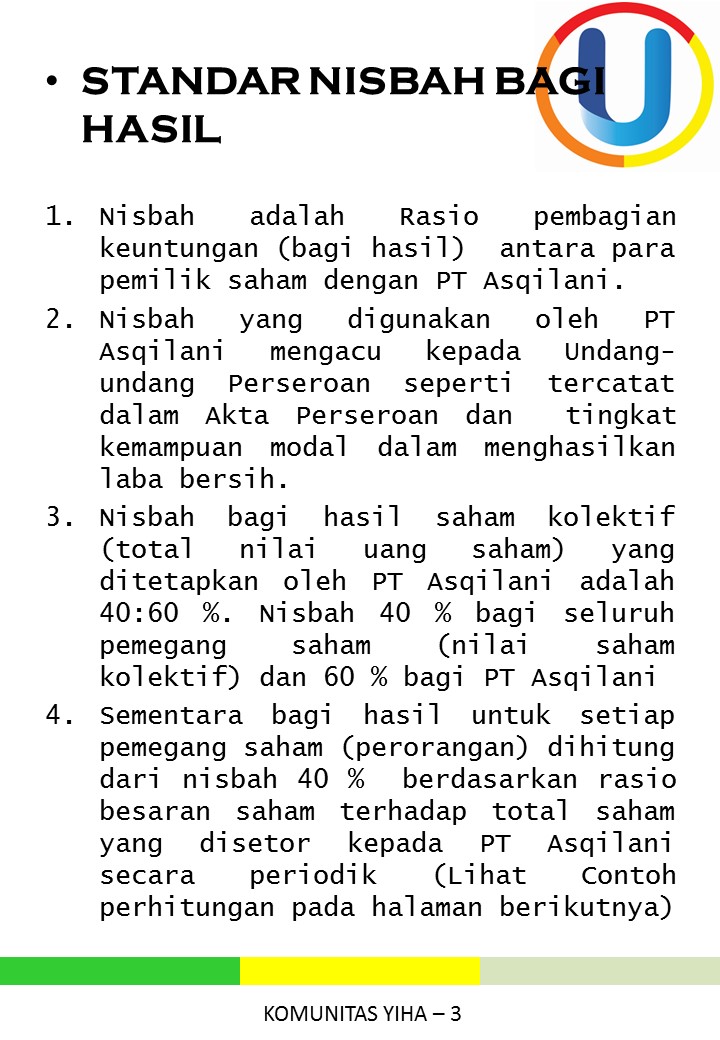 • STANDAR NISBAH BAGI
HASIL
U
1. Nisbah adalah Rasio pembagian
keuntungan (bagi hasil) antara para
pemilik saham dengan PT Asqilani.
2. Nisbah yang digunakan oleh PT
Asqilani mengacu kepada Undang-
undang Perseroan seperti tercatat
dalam Akta Perseroan dan tingkat
kemampuan modal dalam menghasilkan
laba bersih.
3. Nisbah bagi hasil saham kolektif
(total nilai uang saham) yang
ditetapkan oleh PT Asqilani adalah
40:60 %. Nisbah 40 % bagi seluruh
pemegang saham (nilai saham
kolektif) dan 60 % bagi PT Asqilani
4. Sementara bagi hasil untuk setiap
pemegang saham (perorangan) dihitung
dari nisbah 40 % berdasarkan rasio
besaran saham terhadap total saham
yang disetor kepada PT Asqilani
secara periodik (Lihat Contoh
perhitungan pada halaman berikutnya)
KOMUNITAS YIHA – 3